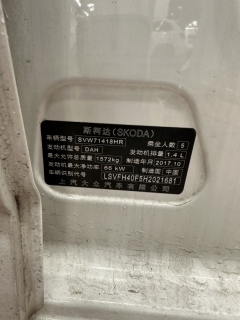 斯柯达(SKODA)
车辆型号 SVW71418HR 乘坐人数 5
发动机型号 DAH 发动机排量 1.4 L
最大允许总质量 1572kg 制造年月 2017.10
发动机最大净功率 66 kW 制造国 中国
车辆识别代号 LSVFH40F5H2021681
上汽大众汽车有限公司